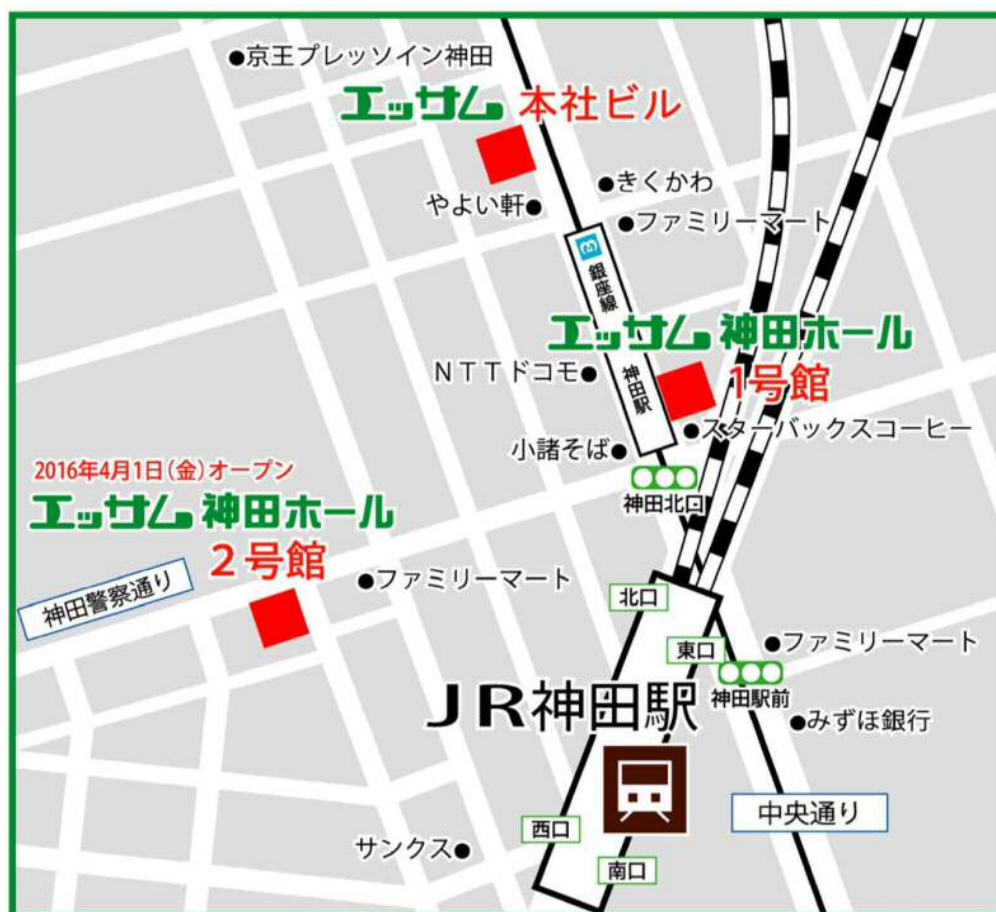 京王プレッソイン神田
エッサム 本社ビル
きくかわ
やよい軒
ファミリーマート
銀座線
神田駅
エッサム 神田ホール
1号館
NTTドコモ
スターバックスコーヒー
小諸そば
神田北口
2016年4月1日(金)オープン
エッサム 神田ホール
2号館
ファミリーマート
神田警察通り
北口
東口
ファミリーマート
神田駅前
JR神田駅
みずほ銀行
中央通り
西口
サンクス
南口